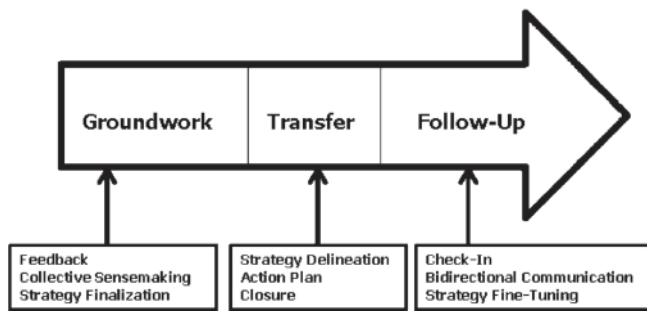 Groundwork
Transfer
Follow-Up
Feedback
Collective Sensemaking
Strategy Finalization
Strategy Delineation
Action Plan
Closure
Check-In
Bidirectional Communication
Strategy Fine-Tuning